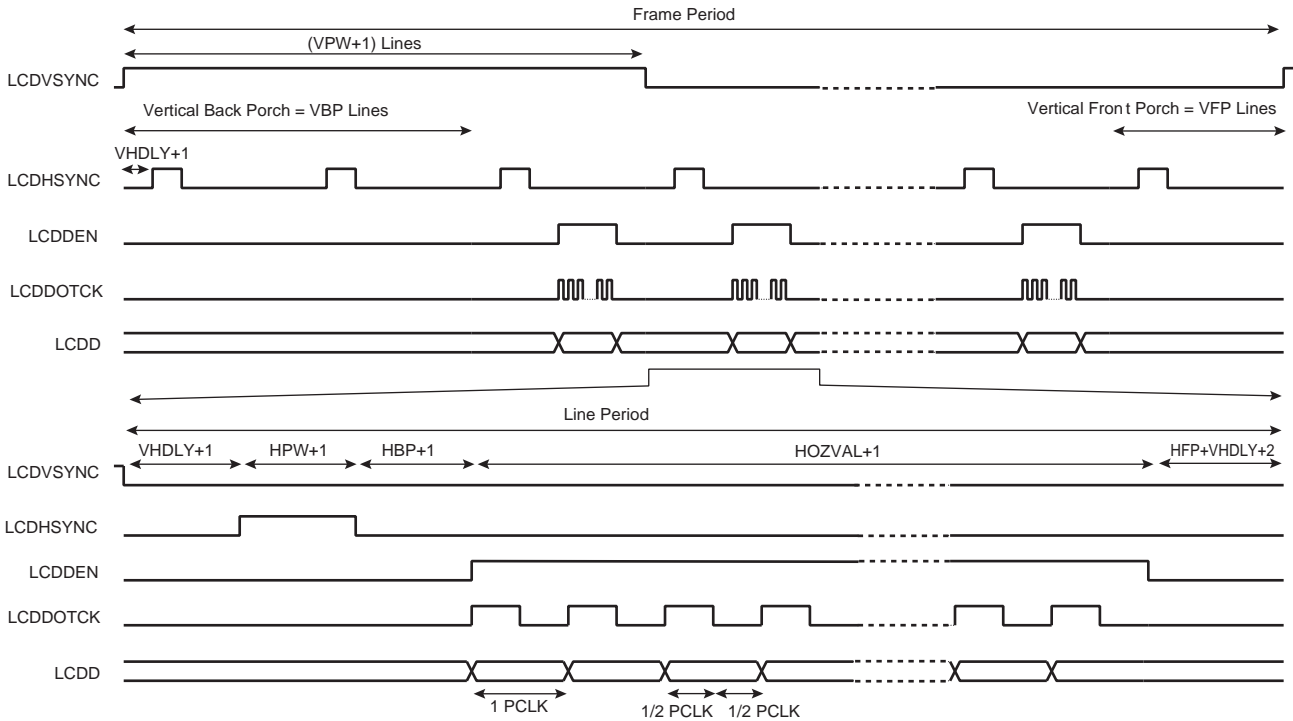 Frame Period
(VPW+1) Lines
LCDVSYNC
Vertical Back Porch = VBP Lines
Vertical Front Porch = VFP Lines
VHDLY+1
LCDHSYNC
LCDDEN
LCDDOTCK
LCDD
Line Period
VHDLY+1
HPW+1
HBP+1
HOZVAL+1
HFP+VHDLY+2
LCDVSYNC
LCDHSYNC
LCDDEN
LCDDOTCK
LCDD
1 PCLK
1/2 PCLK
1/2 PCLK